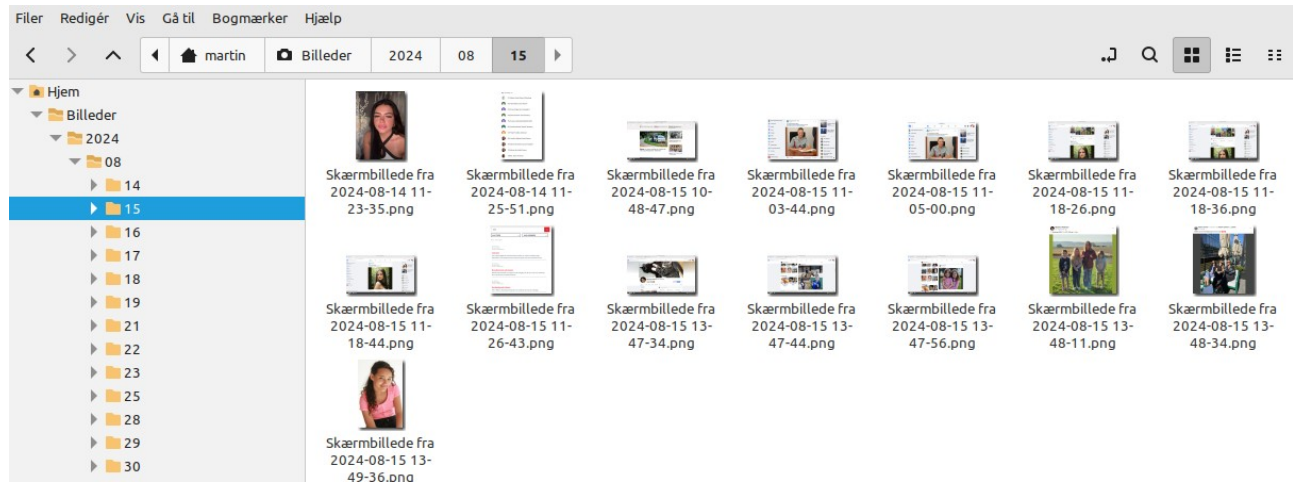 Filer Redigér Vis Gå til Bogmærker Hjælp
martin Billeder 2024 08 15
Hjem
Billeder
2024
08
14
15
16
17
18
19
21
22
23
25
28
29
30
Skærmbillede fra
2024-08-14 11-
23-35.png
Skærmbillede fra
2024-08-14 11-
25-51.png
Skærmbillede fra
2024-08-15 10-
48-47.png
Skærmbillede fra
2024-08-15 11-
03-44.png
Skærmbillede fra
2024-08-15 11-
05-00.png
Skærmbillede fra
2024-08-15 11-
18-26.png
Skærmbillede fra
2024-08-15 11-
18-36.png
Skærmbillede fra
2024-08-15 11-
18-44.png
Skærmbillede fra
2024-08-15 11-
26-43.png
Skærmbillede fra
2024-08-15 13-
47-34.png
Skærmbillede fra
2024-08-15 13-
47-44.png
Skærmbillede fra
2024-08-15 13-
47-56.png
Skærmbillede fra
2024-08-15 13-
48-11.png
Skærmbillede fra
2024-08-15 13-
48-34.png
Skærmbillede fra
2024-08-15 13-
49-36.png